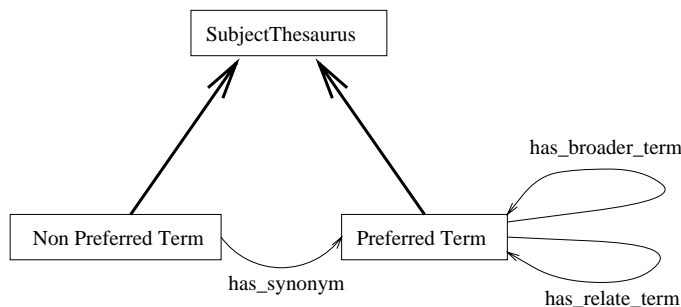 SubjectThesaurus
has_broader_term
Non Preferred Term
Preferred Term
has_synonym
has_relate_term